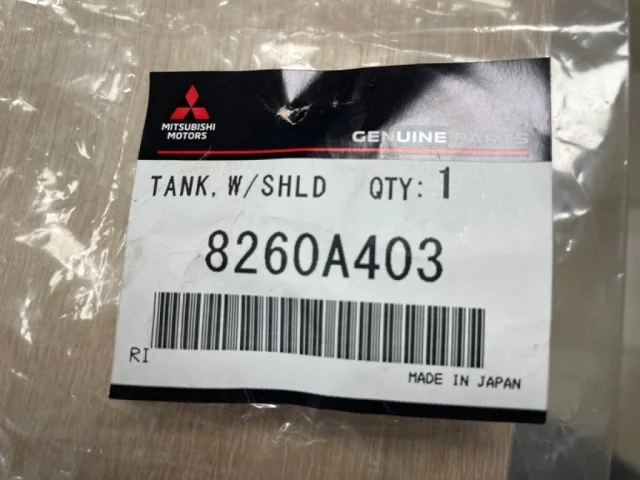 MITSUBISHI
MOTORS
GENUINE PARTS
TANK, W/SHLD QTY: 1
8260A403
RI
MADE IN JAPAN